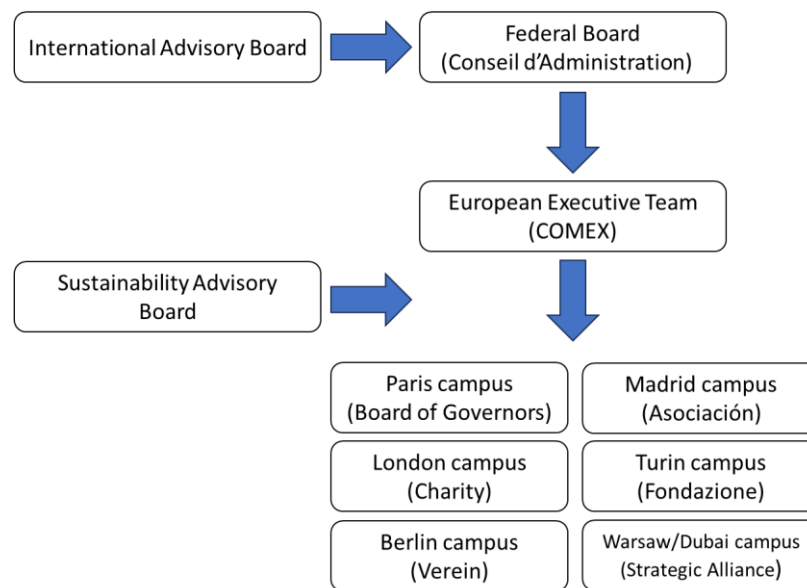 International Advisory Board
Federal Board
(Conseil d’Administration)
European Executive Team
(COMEX)
Sustainability Advisory
Board
Paris campus
(Board of Governors)
Madrid campus
(Asociación)
London campus
(Charity)
Turin campus
(Fondazione)
Berlin campus
(Verein)
Warsaw/Dubai campus
(Strategic Alliance)